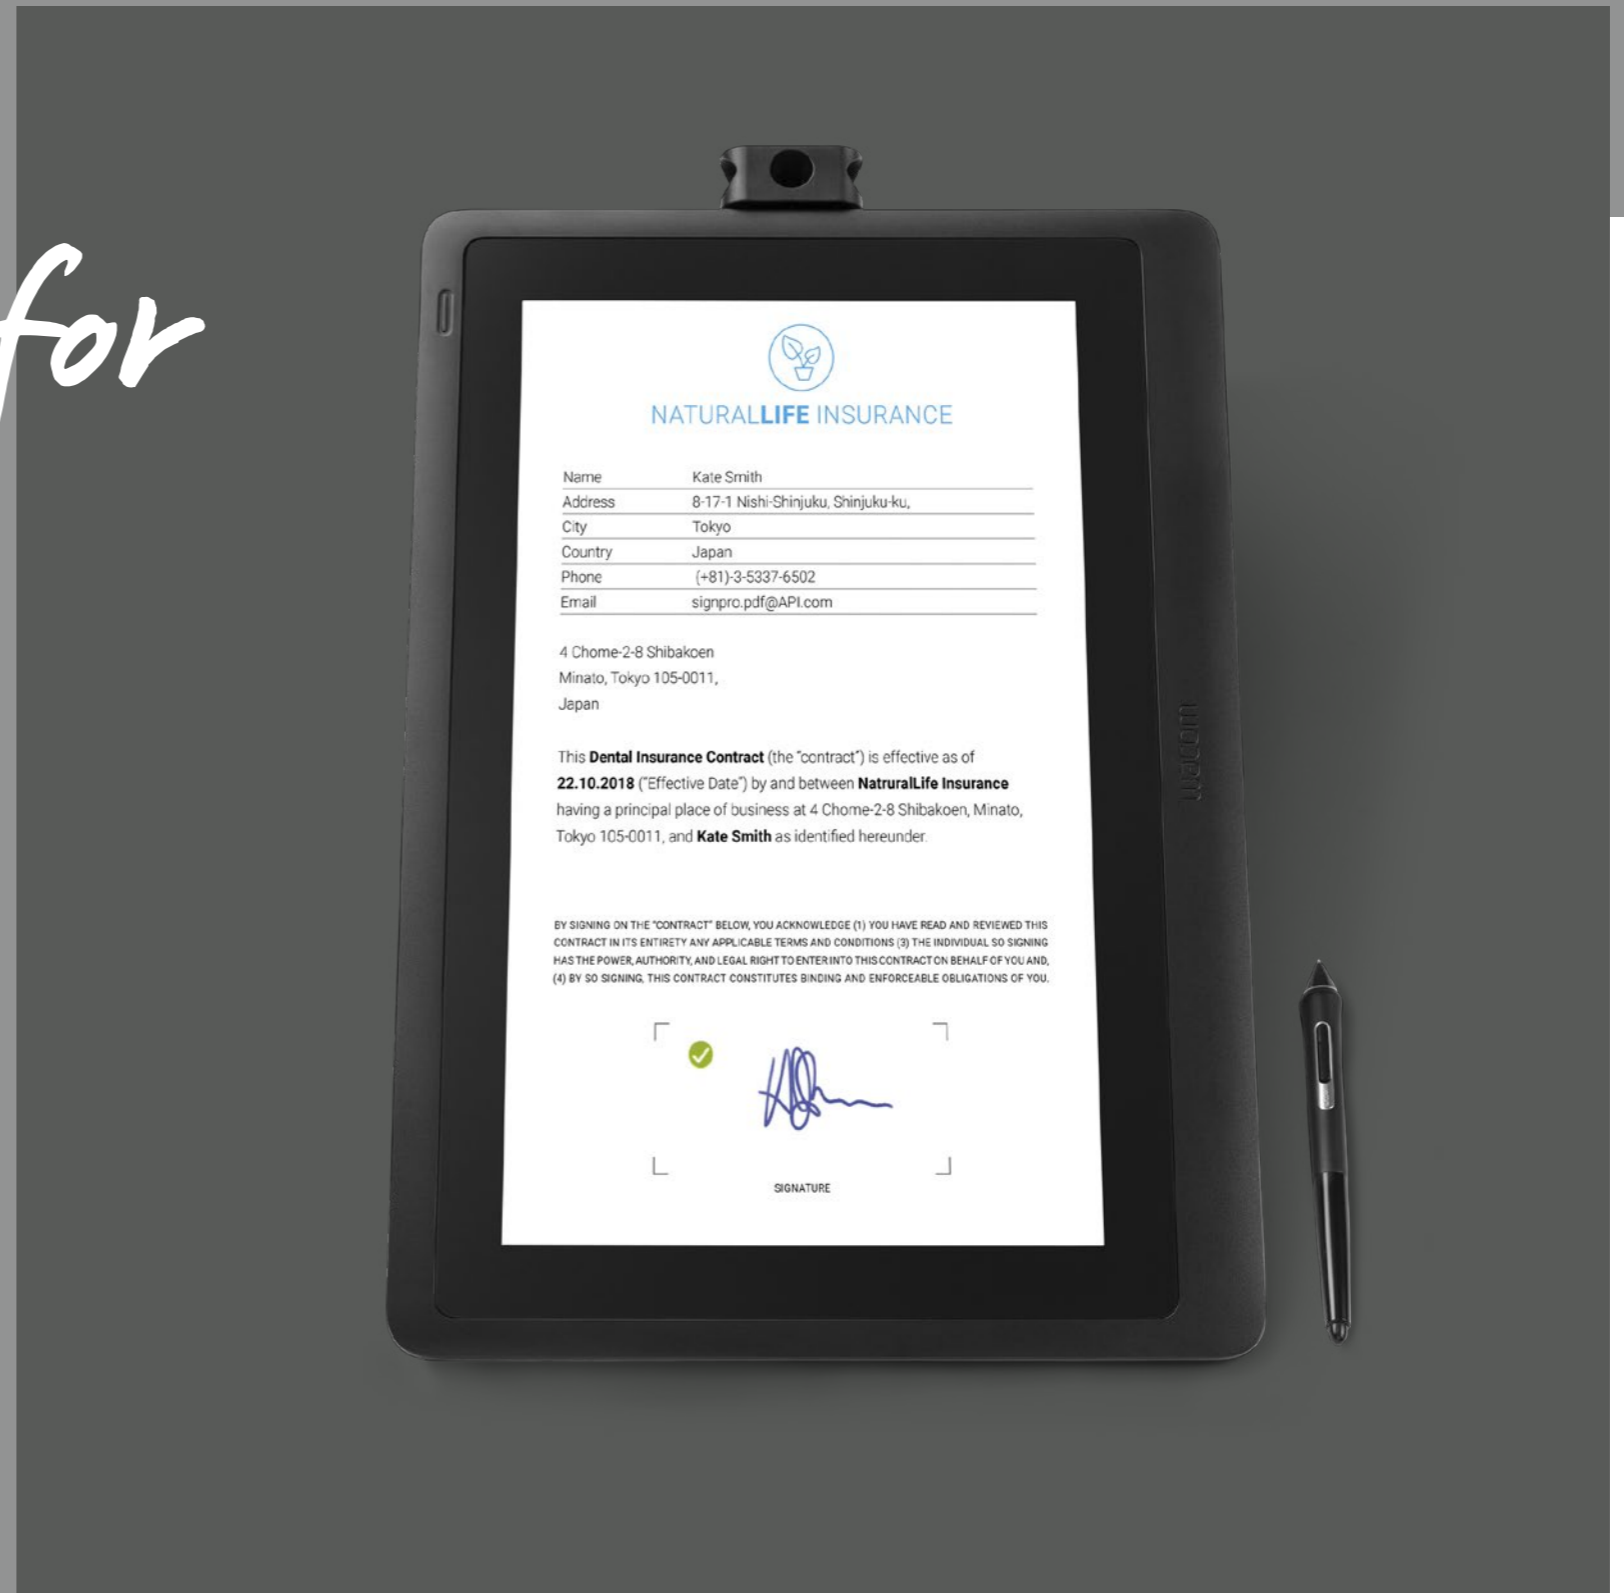 for
NATURALLIFE INSURANCE
Name Kate Smith
Address 8-17-1 Nishi-Shinjuku, Shinjuku-ku,
City Tokyo
Country Japan
Phone (+81)-3-5337-6502
Email signpro.pdf@API.com
4 Chome-2-8 Shibakoen
Minato, Tokyo 105-0011,
Japan
This Dental Insurance Contract (the "contract") is effective as of
22.10.2018 ("Effective Date") by and between NatruralLife Insurance
having a principal place of business at 4 Chome-2-8 Shibakoen, Minato,
Tokyo 105-0011, and Kate Smith as identified hereunder.
BY SIGNING ON THE "CONTRACT" BELOW, YOU ACKNOWLEDGE (1) YOU HAVE READ AND REVIEWED THIS
CONTRACT IN ITS ENTIRETY ANY APPLICABLE TERMS AND CONDITIONS (3) THE INDIVIDUAL SO SIGNING
HAS THE POWER, AUTHORITY, AND LEGAL RIGHT TO ENTER INTO THIS CONTRACT ON BEHALF OF YOU AND,
(4) BY SO SIGNING, THIS CONTRACT CONSTITUTES BINDING AND ENFORCEABLE OBLIGATIONS OF YOU.
SIGNATURE
wacom